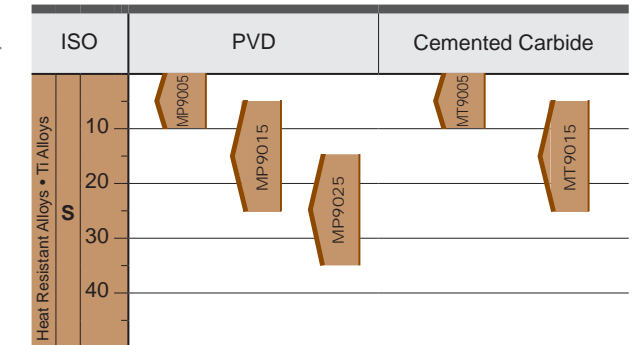 ISO PVD Cemented Carbide
Heat Resistant Alloys • Ti Alloys
S
10
20
30
40
MP9005
MP9015
MP9025
MT9005
MT9015